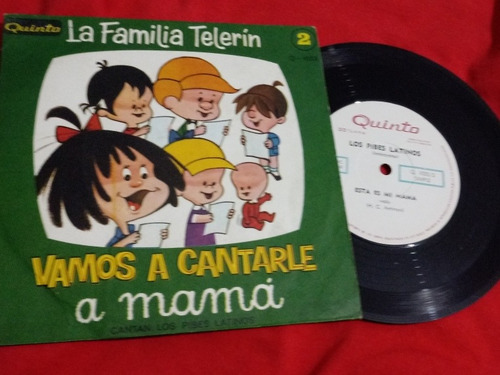 Quinto
La Familia Telerín
2
VAMOS A CANTARLE
a mamá
CANTAN: LOS PIBES LATINOS
Quinto
LOS PIBES LATINOS
ESTA ES MI MAMA